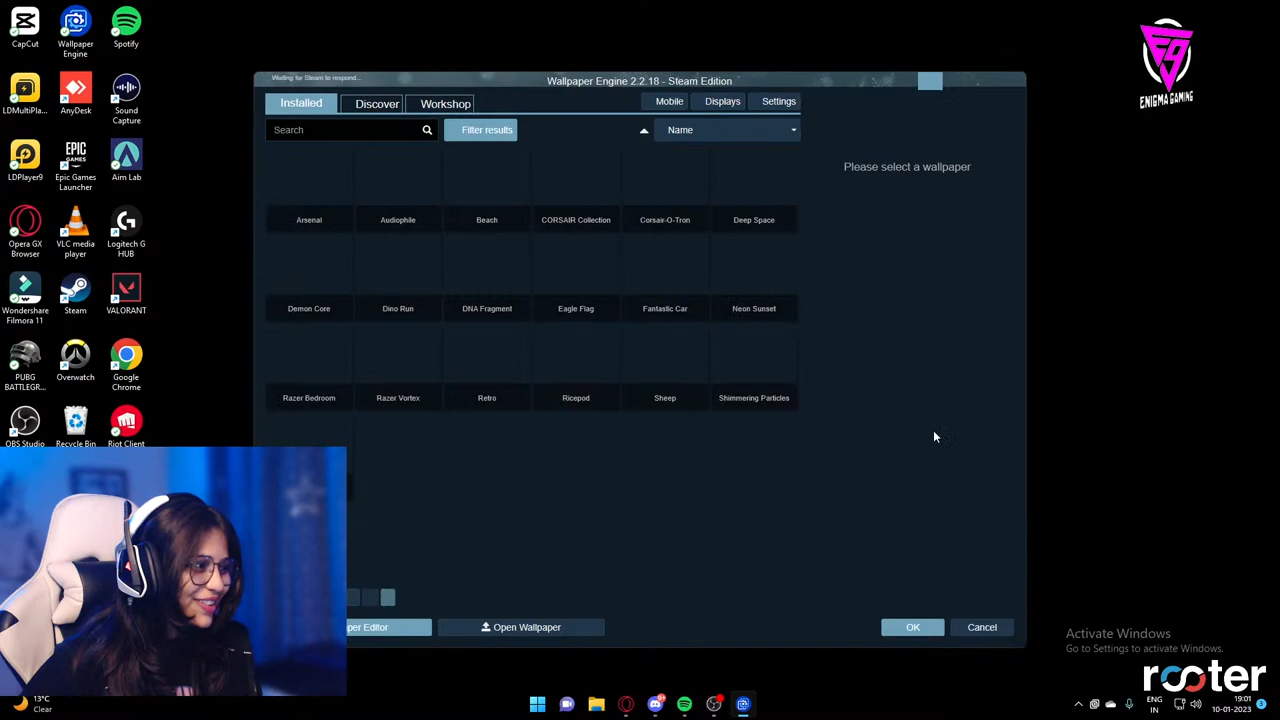 CapCut
Wallpaper
Engine
Spotify
LDMultiPla...
AnyDesk
Sound
Capture
LDPlayer9
EPIC
GAMES
Epic Games
Launcher
Aim Lab
Opera GX
Browser
VLC media
player
Logitech G
HUB
Wondershare
Filmora 11
Steam
VALORANT
PUBG
BATTLEGR...
Overwatch
Google
Chrome
OBS Studio
Recycle Bin
Riot Client
Waiting for Steam to respond...
Wallpaper Engine 2.2.18 - Steam Edition
Installed Discover Workshop
Mobile Displays Settings
Search
Filter results
Name
Please select a wallpaper
Arsenal Audiophile Beach CORSAIR Collection Corsair-O-Tron Deep Space
Demon Core Dino Run DNA Fragment Eagle Flag Fantastic Car Neon Sunset
Razer Bedroom Razer Vortex Retro Ricepod Sheep Shimmering Particles
per Editor
Open Wallpaper
OK Cancel
ENIGMA GAMING
Activate Windows
Go to Settings to activate Windows.
rooter
13°C
Clear
9+
ENG
IN
19:01
10-01-2023
3